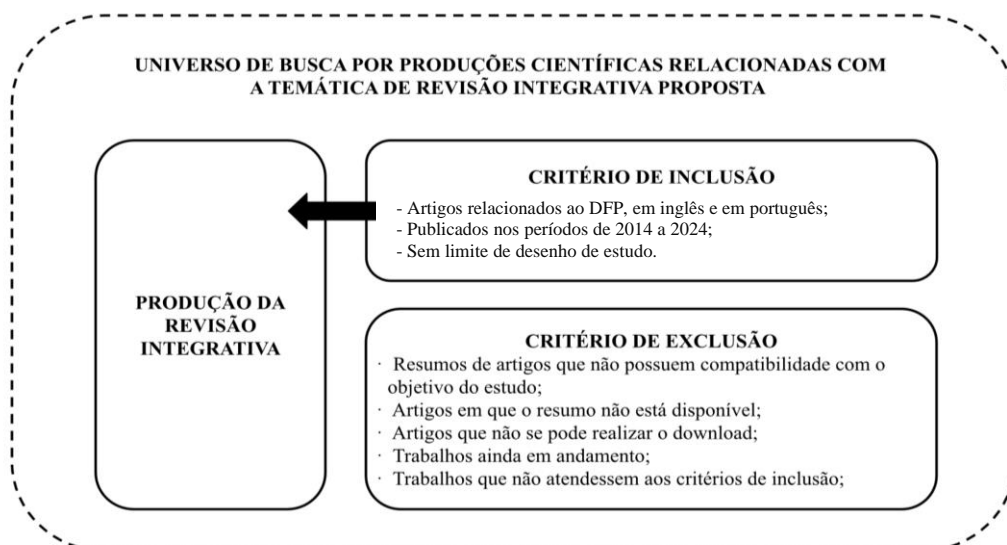 UNIVERSO DE BUSCA POR PRODUÇÕES CIENTÍFICAS RELACIONADAS COM
A TEMÁTICA DE REVISÃO INTEGRATIVA PROPOSTA
PRODUÇÃO DA
REVISÃO
INTEGRATIVA
CRITÉRIO DE INCLUSÃO
- Artigos relacionados ao DFP, em inglês e em português;
- Publicados nos períodos de 2014 a 2024;
- Sem limite de desenho de estudo.
CRITÉRIO DE EXCLUSÃO
· Resumos de artigos que não possuem compatibilidade com o
objetivo do estudo;
· Artigos em que o resumo não está disponível;
· Artigos que não se pode realizar o download;
· Trabalhos ainda em andamento;
· Trabalhos que não atendessem aos critérios de inclusão;